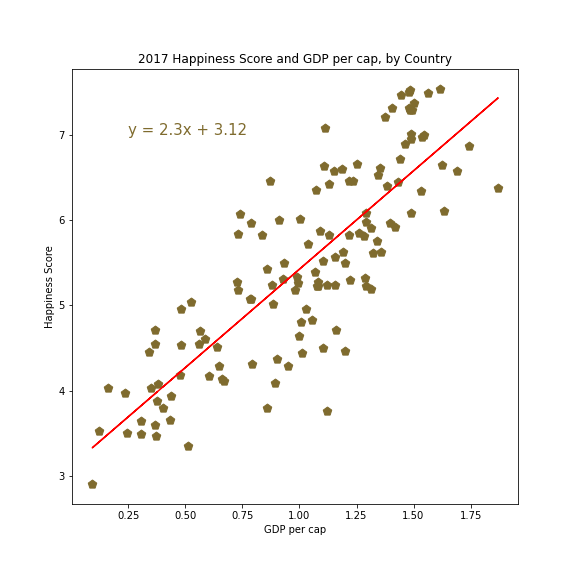 2017 Happiness Score and GDP per cap, by Country
y = 2.3x + 3.12
7
6
5
4
3
Happiness Score
0.25 0.50 0.75 1.00 1.25 1.50 1.75
GDP per cap